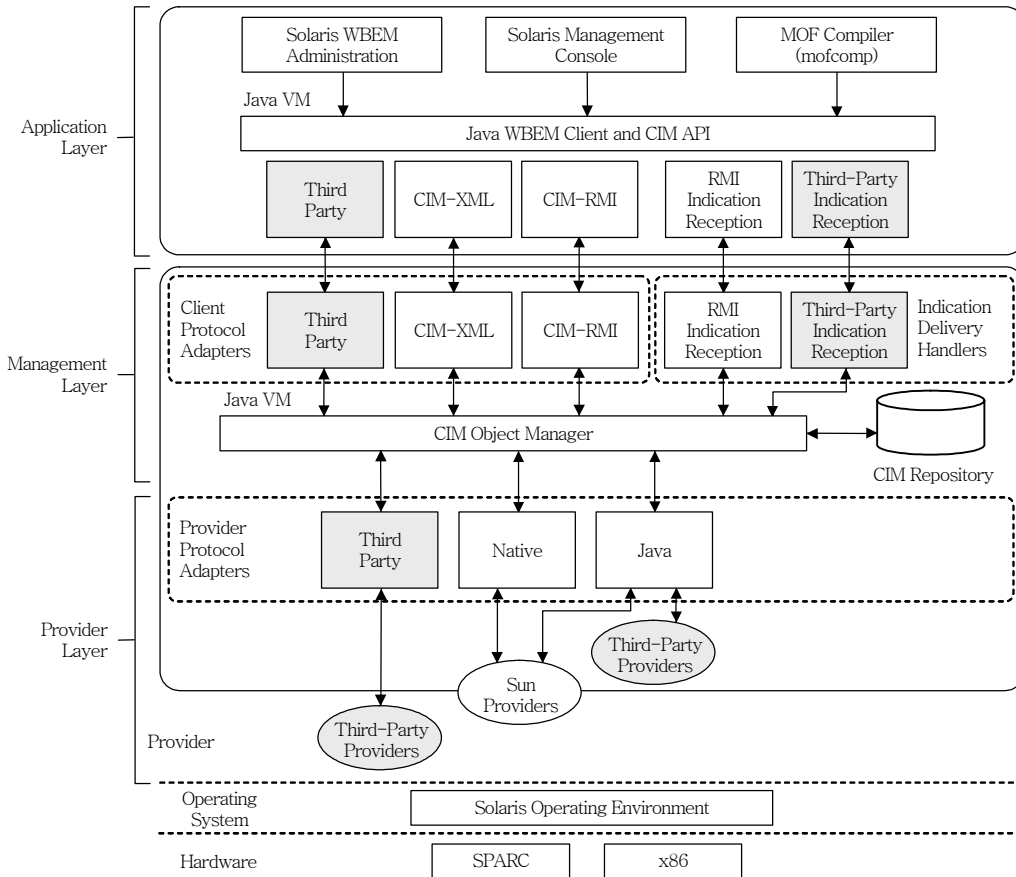 Solaris WBEM
Administration
Solaris Management
Console
MOF Compiler
(mofcomp)
Java VM
Application
Layer
Java WBEM Client and CIM API
Third
Party
CIM-XML
CIM-RMI
RMI
Indication
Reception
Third-Party
Indication
Reception
Management
Layer
Client
Protocol
Adapters
Third
Party
CIM-XML
CIM-RMI
RMI
Indication
Reception
Third-Party
Indication
Reception
Indication
Delivery
Handlers
Java VM
CIM Object Manager
CIM Repository
Provider
Layer
Provider
Protocol
Adapters
Third
Party
Native
Java
Third-Party
Providers
Sun
Providers
Third-Party
Providers
Provider
Operating
System
Solaris Operating Environment
Hardware
SPARC
x86